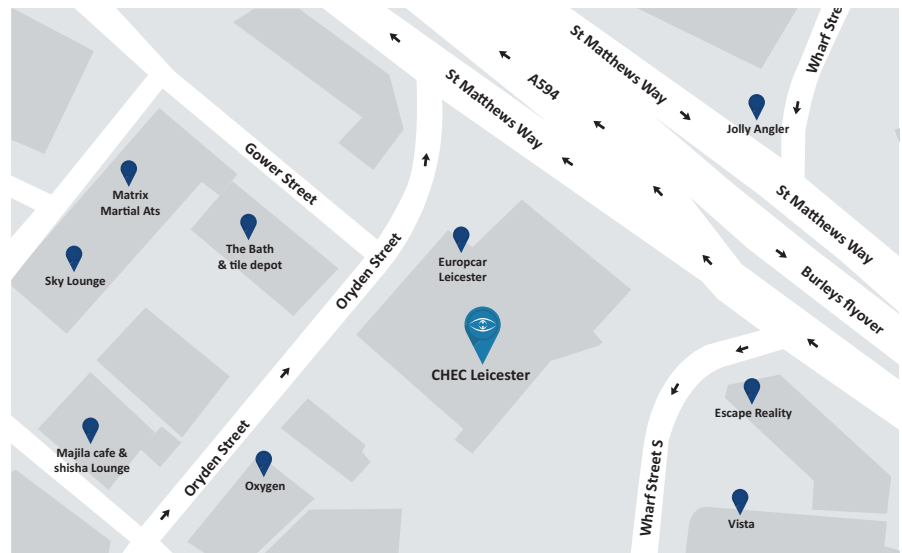 Wharf Stre
St Matthews Way
A594
St Matthews Way
Jolly Angler
Gower Street
Matrix
Martial Ats
The Bath
& tile depot
Sky Lounge
Oryden Street
Europcar
Leicester
St Matthews Way
Burleys flyover
CHEC Leicester
Escape Reality
Majila cafe &
shisha Lounge
Oryden Street
Oxygen
Wharf Street S
Vista